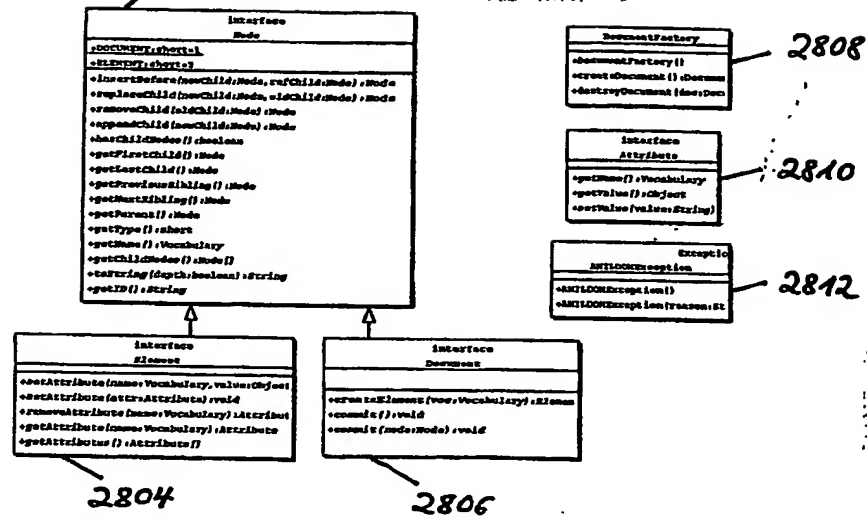 interface
Node
+DOCUMENT:short=1
+ELEMENT:short=3
+insertBefore(newChild:Node,refChild:Node):Node
+replaceChild(newChild:Node,oldChild:Node):Node
+removeChild(oldChild:Node):Node
+appendChild(newChild:Node):Node
+hasChildNodes():boolean
+getFirstChild():Node
+getLastChild():Node
+getPreviousSibling():Node
+getNextSibling():Node
+getParent():Node
+getType():short
+getName():Vocabulary
+getChildNodes():Node[]
+toString(depth:boolean):String
+getID():String
DocumentFactory
+DocumentFactory()
+createDocument():Docume
+destroyDocument(doc:Doc
2808
interface
Attribute
+getName():Vocabulary
+getValue():Object
+setValue(value:String)
2810
Exceptio
ANILDOMException
+ANILDOMException()
+ANILDOMException(reason:St
2812
interface
Element
+setAttribute(name:Vocabulary,value:Object
+setAttribute(attr:Attribute):void
+removeAttribute(name:Vocabulary):Attribut
+getAttribute(name:Vocabulary):Attribute
+getAttributes():Attribute[]
2804
interface
Document
+createElement(voc:Vocabulary):Elemen
+commit():void
+commit(node:Node):void
2806